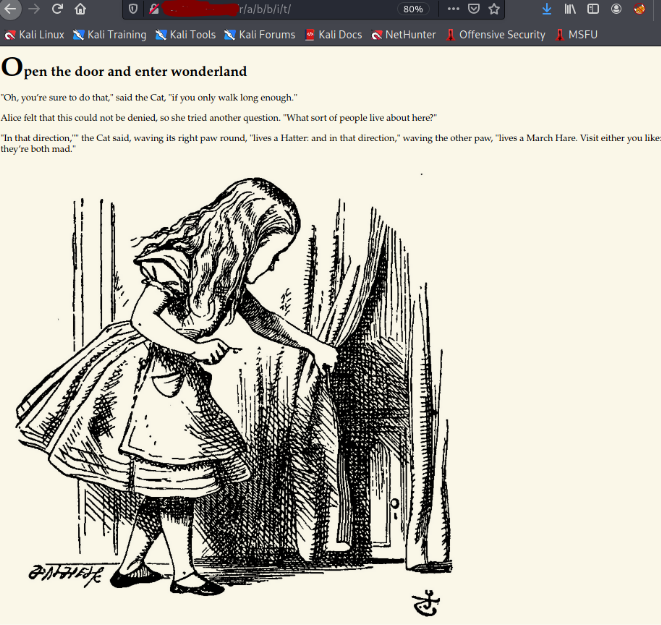 r/a/b/b/i/t/
80%
Kali Linux Kali Training Kali Tools Kali Forums Kali Docs NetHunter Offensive Security MSFU
Open the door and enter wonderland
"Oh, you're sure to do that," said the Cat, "if you only walk long enough."
Alice felt that this could not be denied, so she tried another question. "What sort of people live about here?"
"In that direction,"" the Cat said, waving its right paw round, "lives a Hatter: and in that direction," waving the other paw, "lives a March Hare. Visit either you like:
they're both mad."